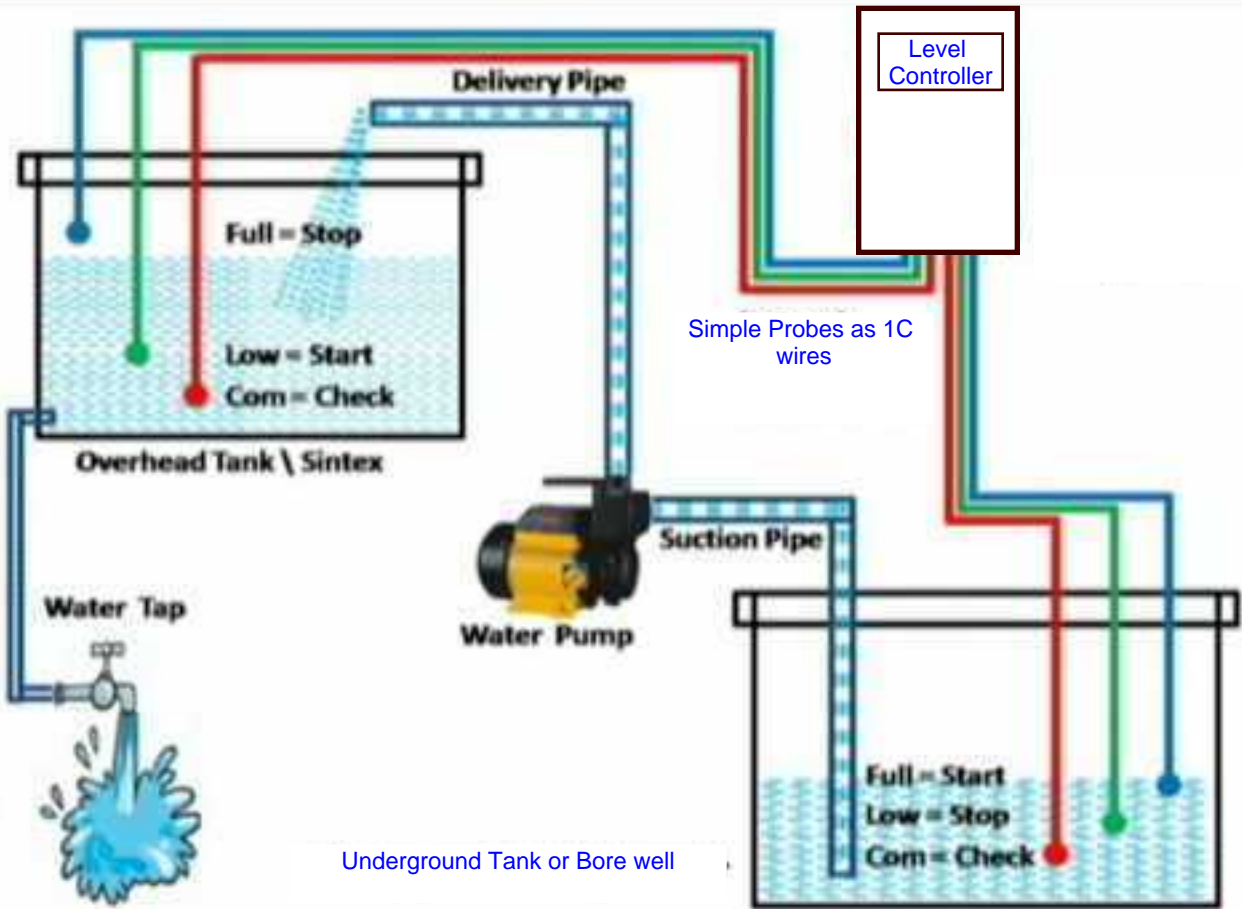 Level
Controller
Delivery Pipe
Full = Stop
Simple Probes as 1C
wires
Low = Start
Com = Check
Overhead Tank \ Sintex
Suction Pipe
Water Tap
Water Pump
Full = Start
Low = Stop
Com = Check
Underground Tank or Bore well